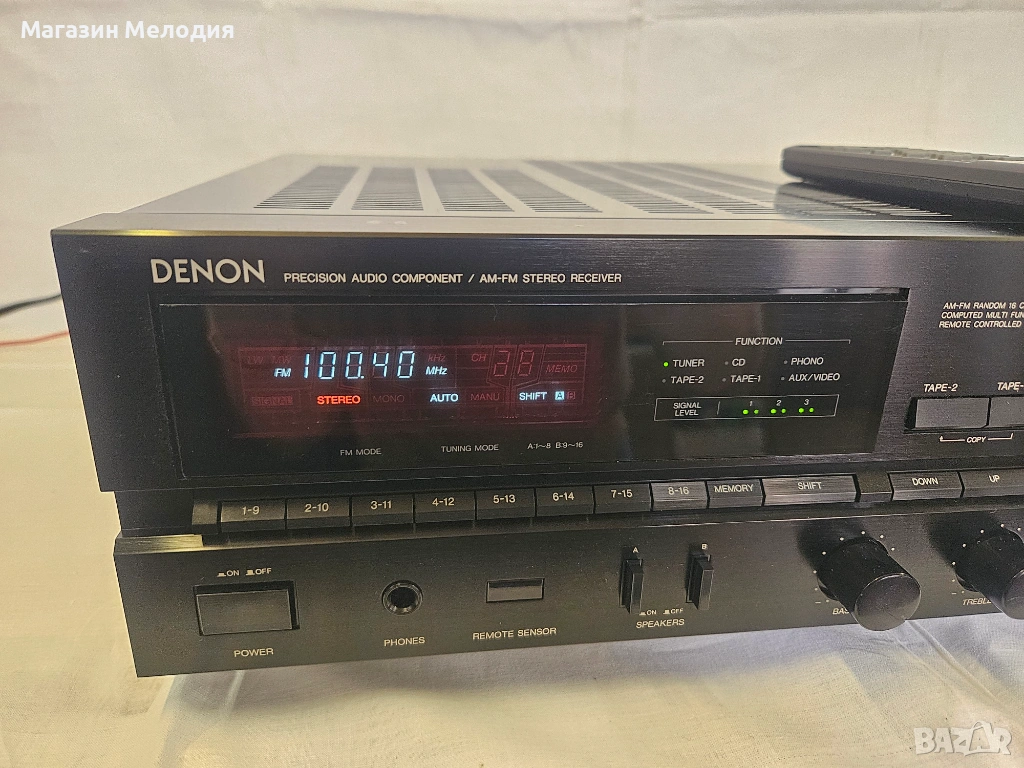 Магазин Мелодия
DENON PRECISION AUDIO COMPONENT / AM-FM STEREO RECEIVER
AM-FM RANDOM 16 C
COMPUTED MULTI FUN
REMOTE CONTROLLED
LW MW kHz CH MEMO
FM 100.40 MHz
STEREO MONO AUTO MANU SHIFT A B
FM MODE TUNING MODE A:1~8 B:9~16
FUNCTION
TUNER CD PHONO
TAPE-2 TAPE-1 AUX/VIDEO
SIGNAL LEVEL 1 2 3
TAPE-2 TAPE-
COPY
1-9 2-10 3-11 4-12 5-13 6-14 7-15 8-16 MEMORY SHIFT DOWN UP
ON OFF
POWER
PHONES
REMOTE SENSOR
A B
ON OFF
SPEAKERS
BAS
TREBLE
BAZAR